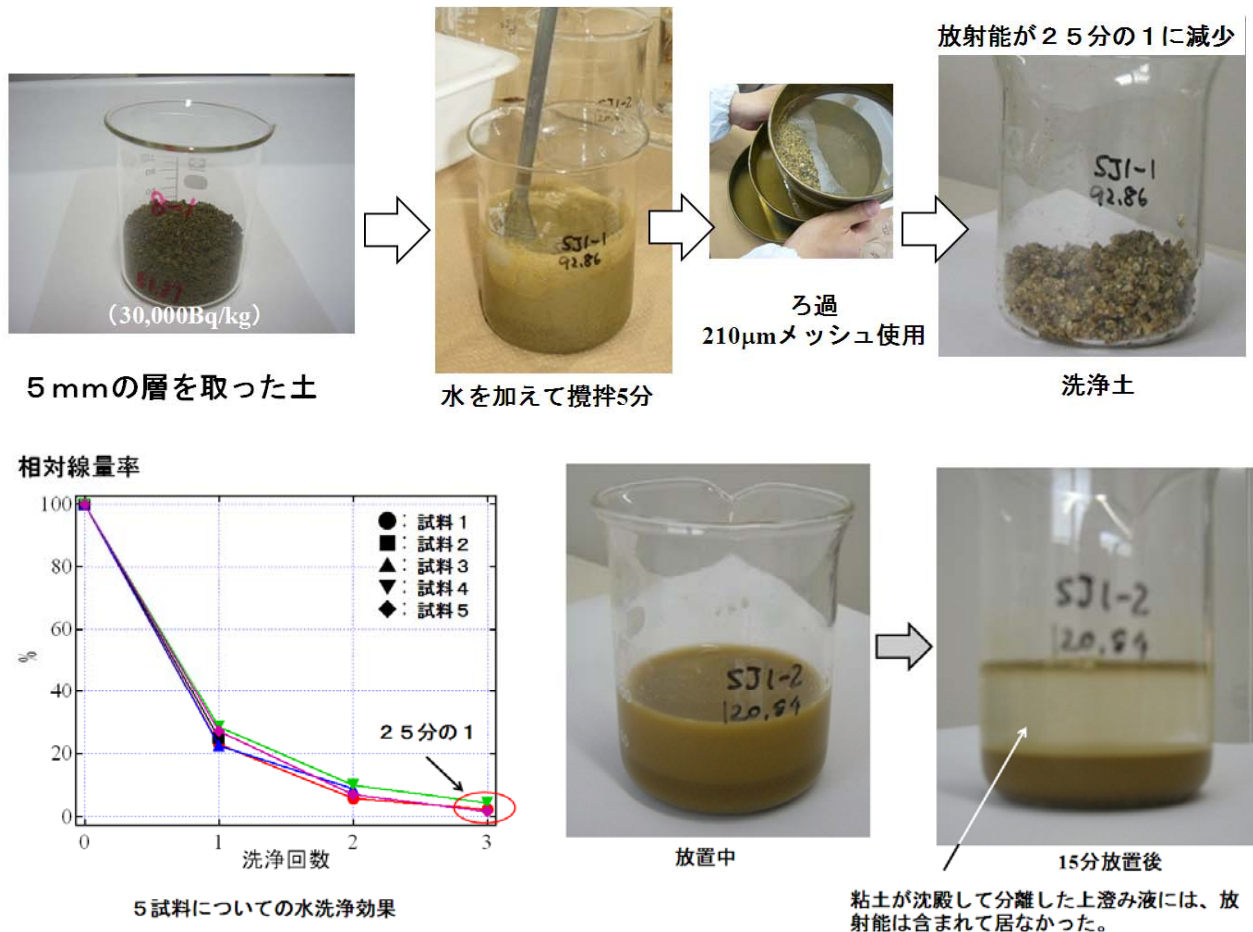 放射能が２５分の１に減少
（30,000Bq/kg）
５ｍｍの層を取った土
SJ1-1
92.86
水を加えて攪拌5分
ろ過
210μmメッシュ使用
SJ1-1
92.86
洗浄土
相対線量率
100
80
60
40
20
0
%
●：試料１
■：試料２
▲：試料３
▼：試料４
◆：試料５
２５分の１
0 1 2 3
洗浄回数
５試料についての水洗浄効果
SJ1-2
120.84
放置中
SJ1-2
120.84
15分放置後
粘土が沈殿して分離した上澄み液には、放
射能は含まれて居なかった。